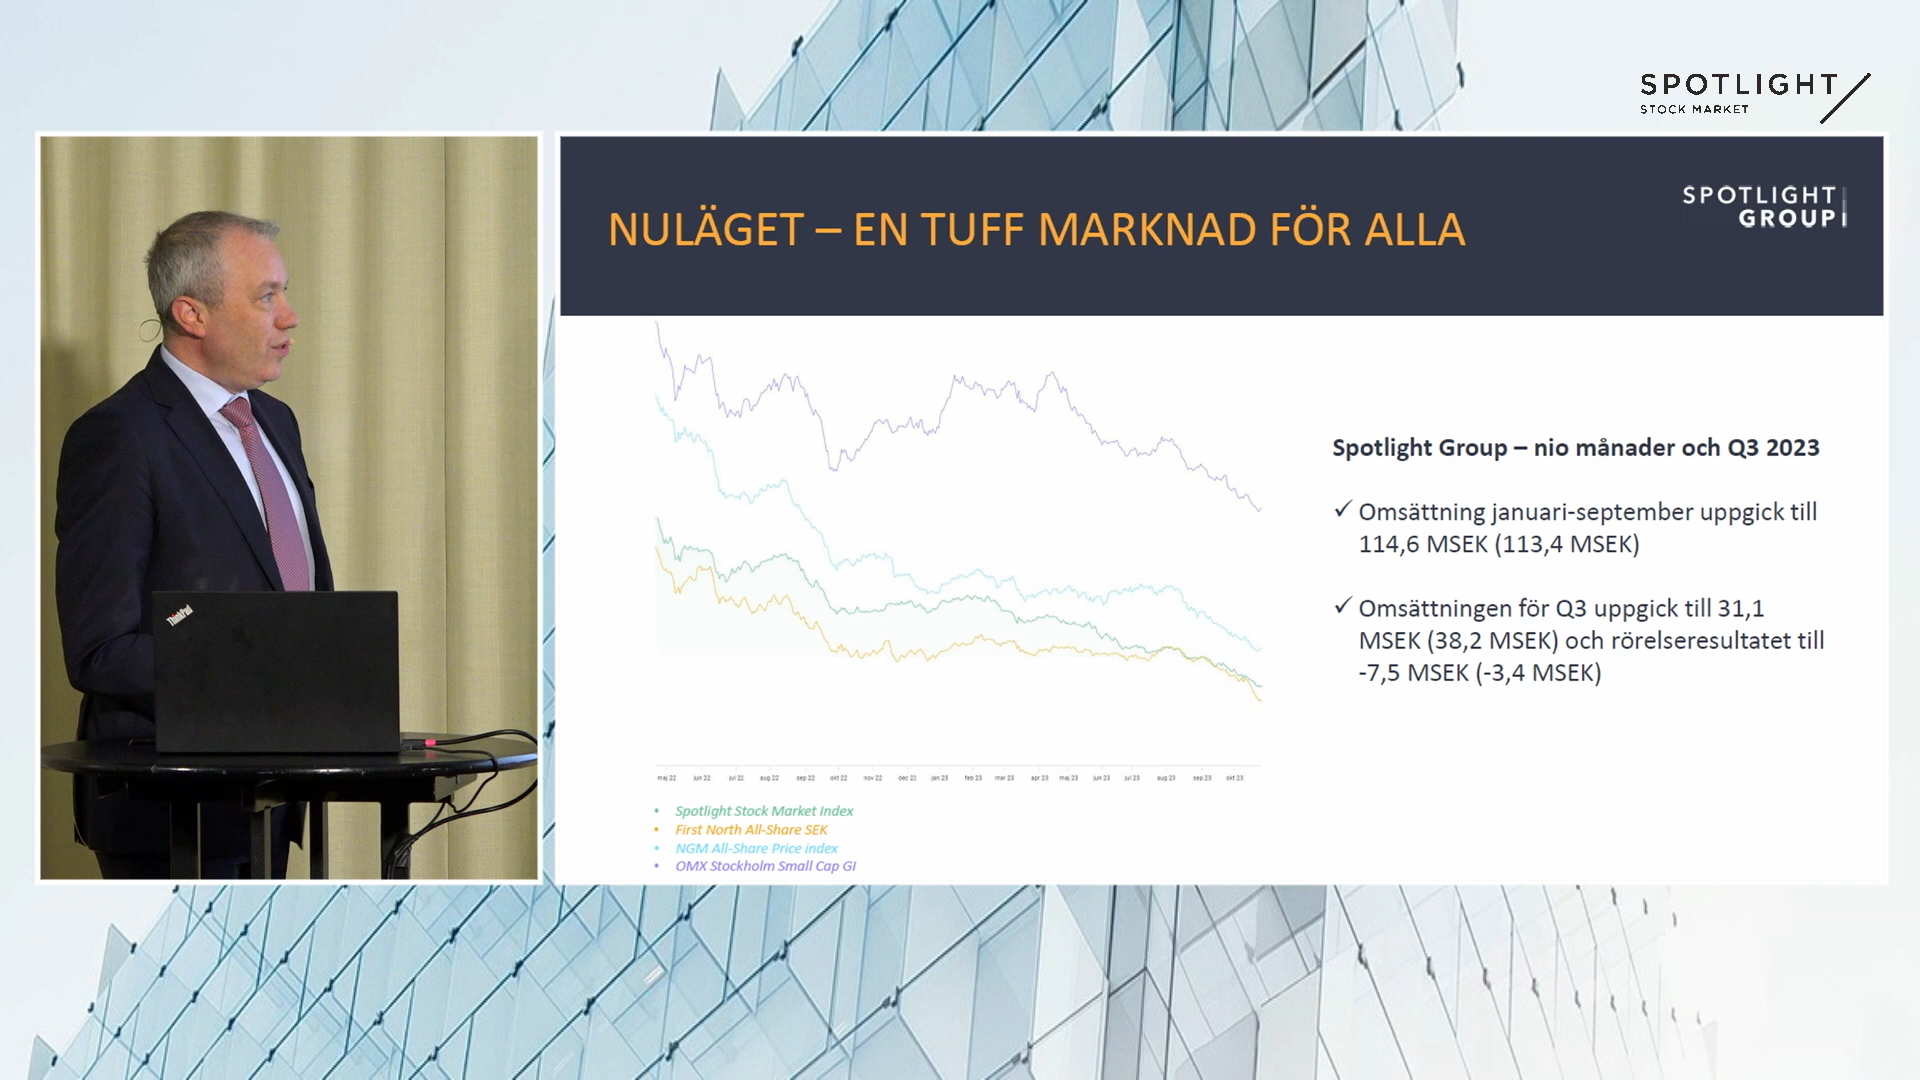 SPOTLIGHT
STOCK MARKET
NULÄGET – EN TUFF MARKNAD FÖR ALLA
SPOTLIGHT
GROUP
ThinkPad
Spotlight Group – nio månader och Q3 2023
✓ Omsättning januari-september uppgick till
114,6 MSEK (113,4 MSEK)
✓ Omsättningen för Q3 uppgick till 31,1
MSEK (38,2 MSEK) och rörelseresultatet till
-7,5 MSEK (-3,4 MSEK)
maj 22 jun 22 jul 22 aug 22 sep 22 okt 22 nov 22 dec 22 jan 23 feb 23 mar 23 apr 23 maj 23 jun 23 jul 23 aug 23 sep 23 okt 23
• Spotlight Stock Market Index
• First North All-Share SEK
• NGM All-Share Price index
• OMX Stockholm Small Cap GI